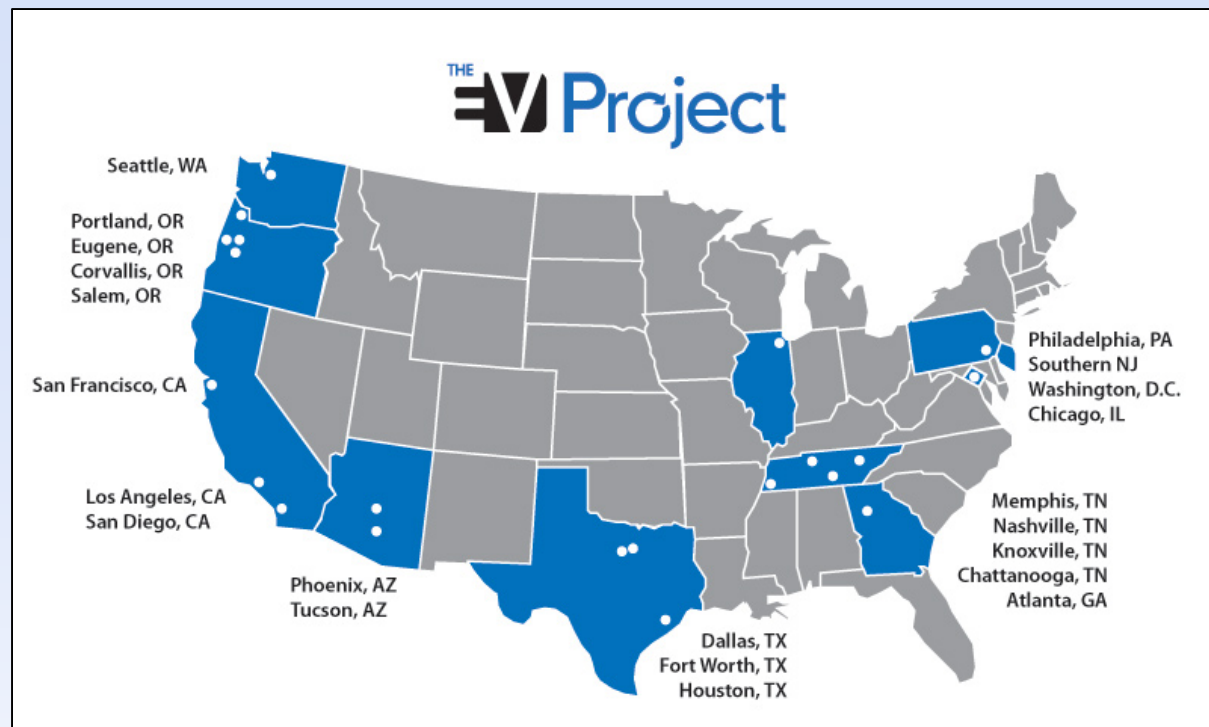 THE EV Project
Seattle, WA
Portland, OR
Eugene, OR
Corvallis, OR
Salem, OR
San Francisco, CA
Los Angeles, CA
San Diego, CA
Phoenix, AZ
Tucson, AZ
Dallas, TX
Fort Worth, TX
Houston, TX
Philadelphia, PA
Southern NJ
Washington, D.C.
Chicago, IL
Memphis, TN
Nashville, TN
Knoxville, TN
Chattanooga, TN
Atlanta, GA